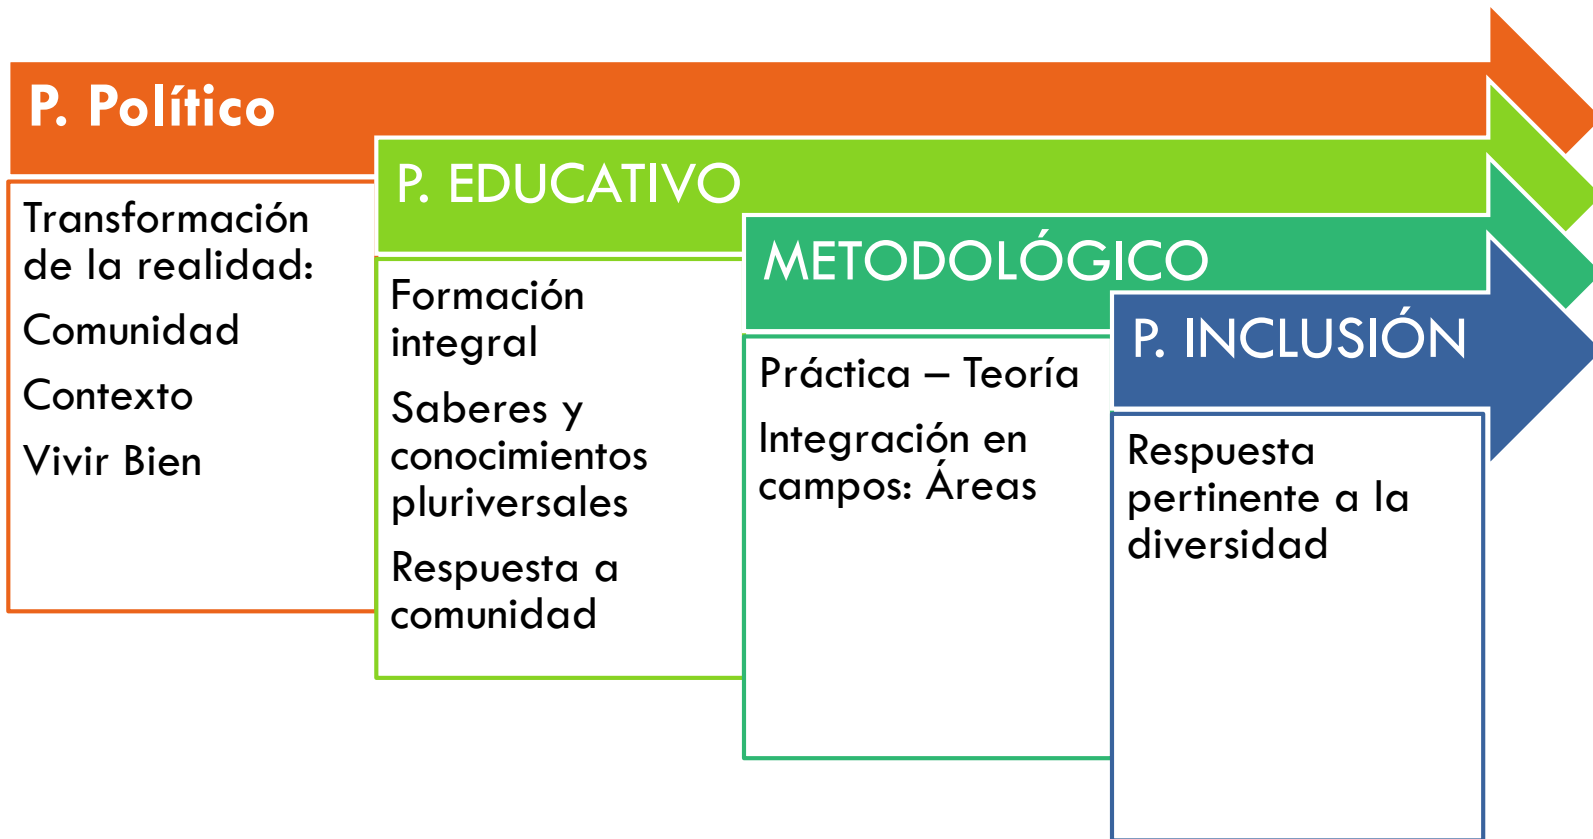 P. Político
Transformación
de la realidad:
Comunidad
Contexto
Vivir Bien
P. EDUCATIVO
Formación
integral
Saberes y
conocimientos
pluriversales
Respuesta a
comunidad
METODOLÓGICO
Práctica – Teoría
Integración en
campos: Áreas
P. INCLUSIÓN
Respuesta
pertinente a la
diversidad